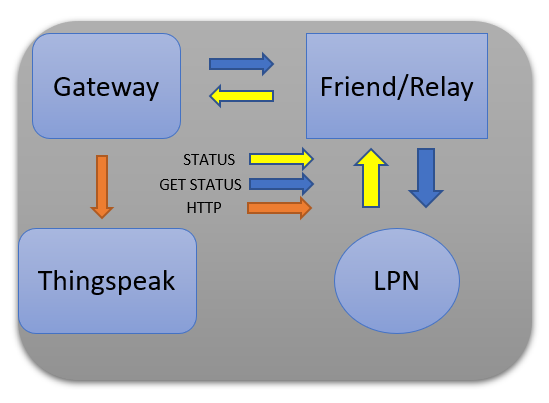 Gateway
Friend/Relay
STATUS
GET STATUS
HTTP
Thingspeak
LPN